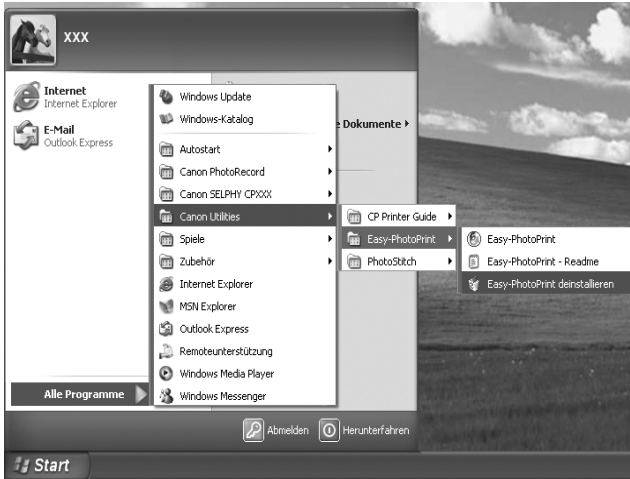 xxx
Internet
Internet Explorer
E-Mail
Outlook Express
Alle Programme
Windows Update
Windows-Katalog
Autostart
Canon PhotoRecord
Canon SELPHY CPXXX
Canon Utilities
Spiele
Zubehör
Internet Explorer
MSN Explorer
Outlook Express
Remoteunterstützung
Windows Media Player
Windows Messenger
e Dokumente
CP Printer Guide
Easy-PhotoPrint
PhotoStitch
Easy-PhotoPrint
Easy-PhotoPrint - Readme
Easy-PhotoPrint deinstallieren
Abmelden
Herunterfahren
Start